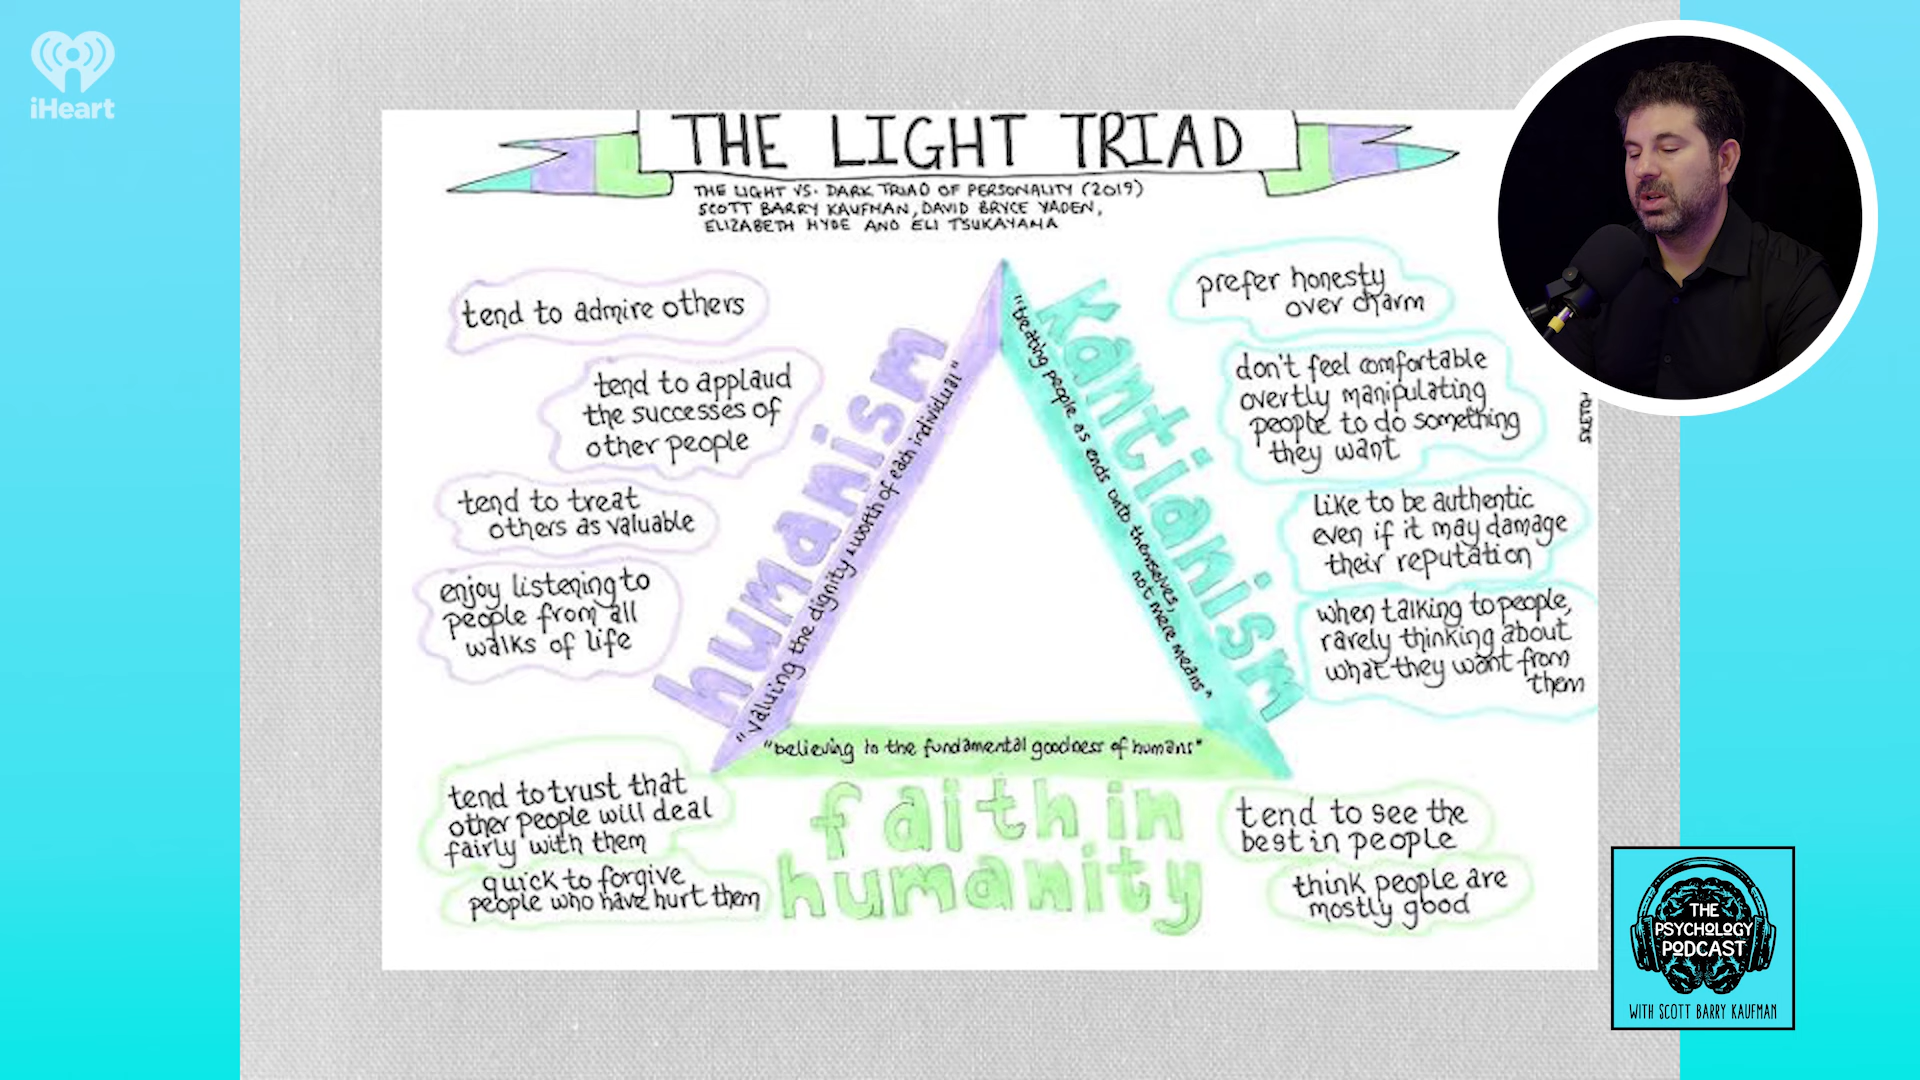 iHeart
THE LIGHT TRIAD
THE LIGHT VS. DARK TRIAD OF PERSONALITY (2019)
SCOTT BARRY KAUFMAN, DAVID BRYCE YADEN,
ELIZABETH HYDE AND ELI TSUKAYAMA
tend to admire others
tend to applaud
the successes of
other people
tend to treat
others as valuable
enjoy listening to
people from all
walks of life
humanism
"valuing the dignity & worth of each individual"
Kantianism
"treating people as ends unto themselves,
not mere means"
prefer honesty
over charm
don't feel comfortable
overtly manipulating
people to do something
they want
like to be authentic
even if it may damage
their reputation
when talking to people,
rarely thinking about
what they want from
them
"believing in the fundamental goodness of humans"
faith in
humanity
tend to trust that
other people will deal
fairly with them
quick to forgive
people who have hurt them
tend to see the
best in people
think people are
mostly good
THE
PSYCHOLOGY
PODCAST
WITH SCOTT BARRY KAUFMAN